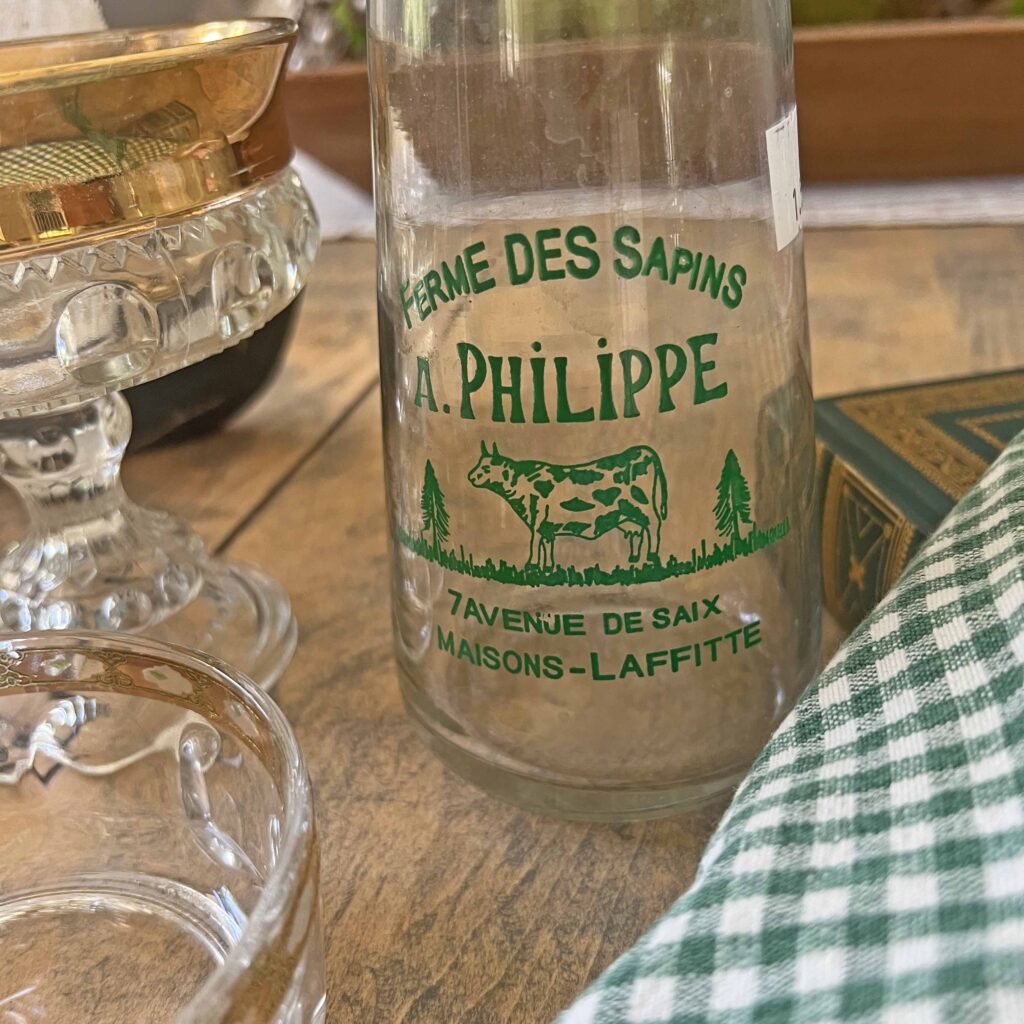 FERME DES SAPINS
A. PHILIPPE
7 AVENUE DE SAIX
MAISONS-LAFFITTE